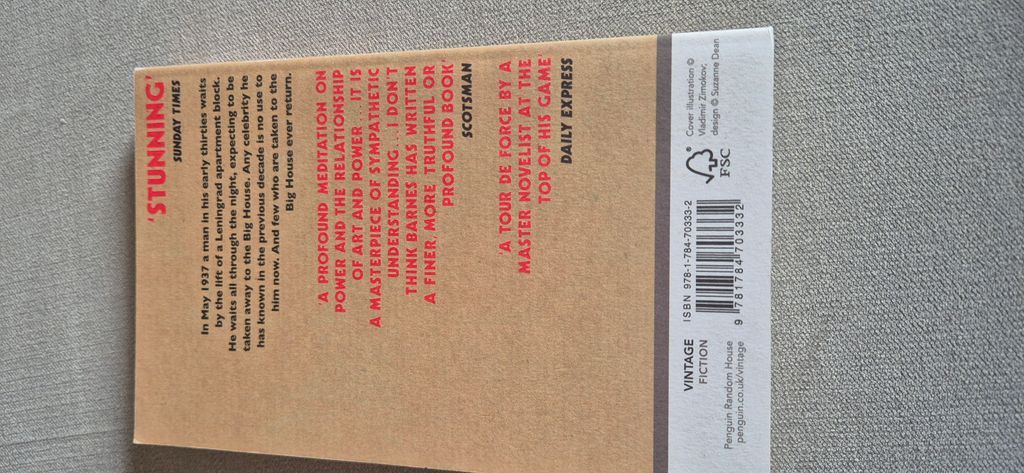 'STUNNING'
SUNDAY TIMES
In May 1937 a man in his early thirties waits
by the lift of a Leningrad apartment block.
He waits all through the night, expecting to be
taken away to the Big House. Any celebrity he
has known in the previous decade is no use to
him now. And few who are taken to the
Big House ever return.
'A PROFOUND MEDITATION ON
POWER AND THE RELATIONSHIP
OF ART AND POWER... IT IS
A MASTERPIECE OF SYMPATHETIC
UNDERSTANDING... I DON'T
THINK BARNES HAS WRITTEN
A FINER, MORE TRUTHFUL OR
PROFOUND BOOK'
SCOTSMAN
'A TOUR DE FORCE BY A
MASTER NOVELIST AT THE
TOP OF HIS GAME'
DAILY EXPRESS
VINTAGE
FICTION
Penguin Random House
penguin.co.uk/vintage
ISBN 978-1-784-70333-2
9 781784 703332
FSC
Cover illustration ©
Vladimir Zimokov;
design © Suzanne Dean